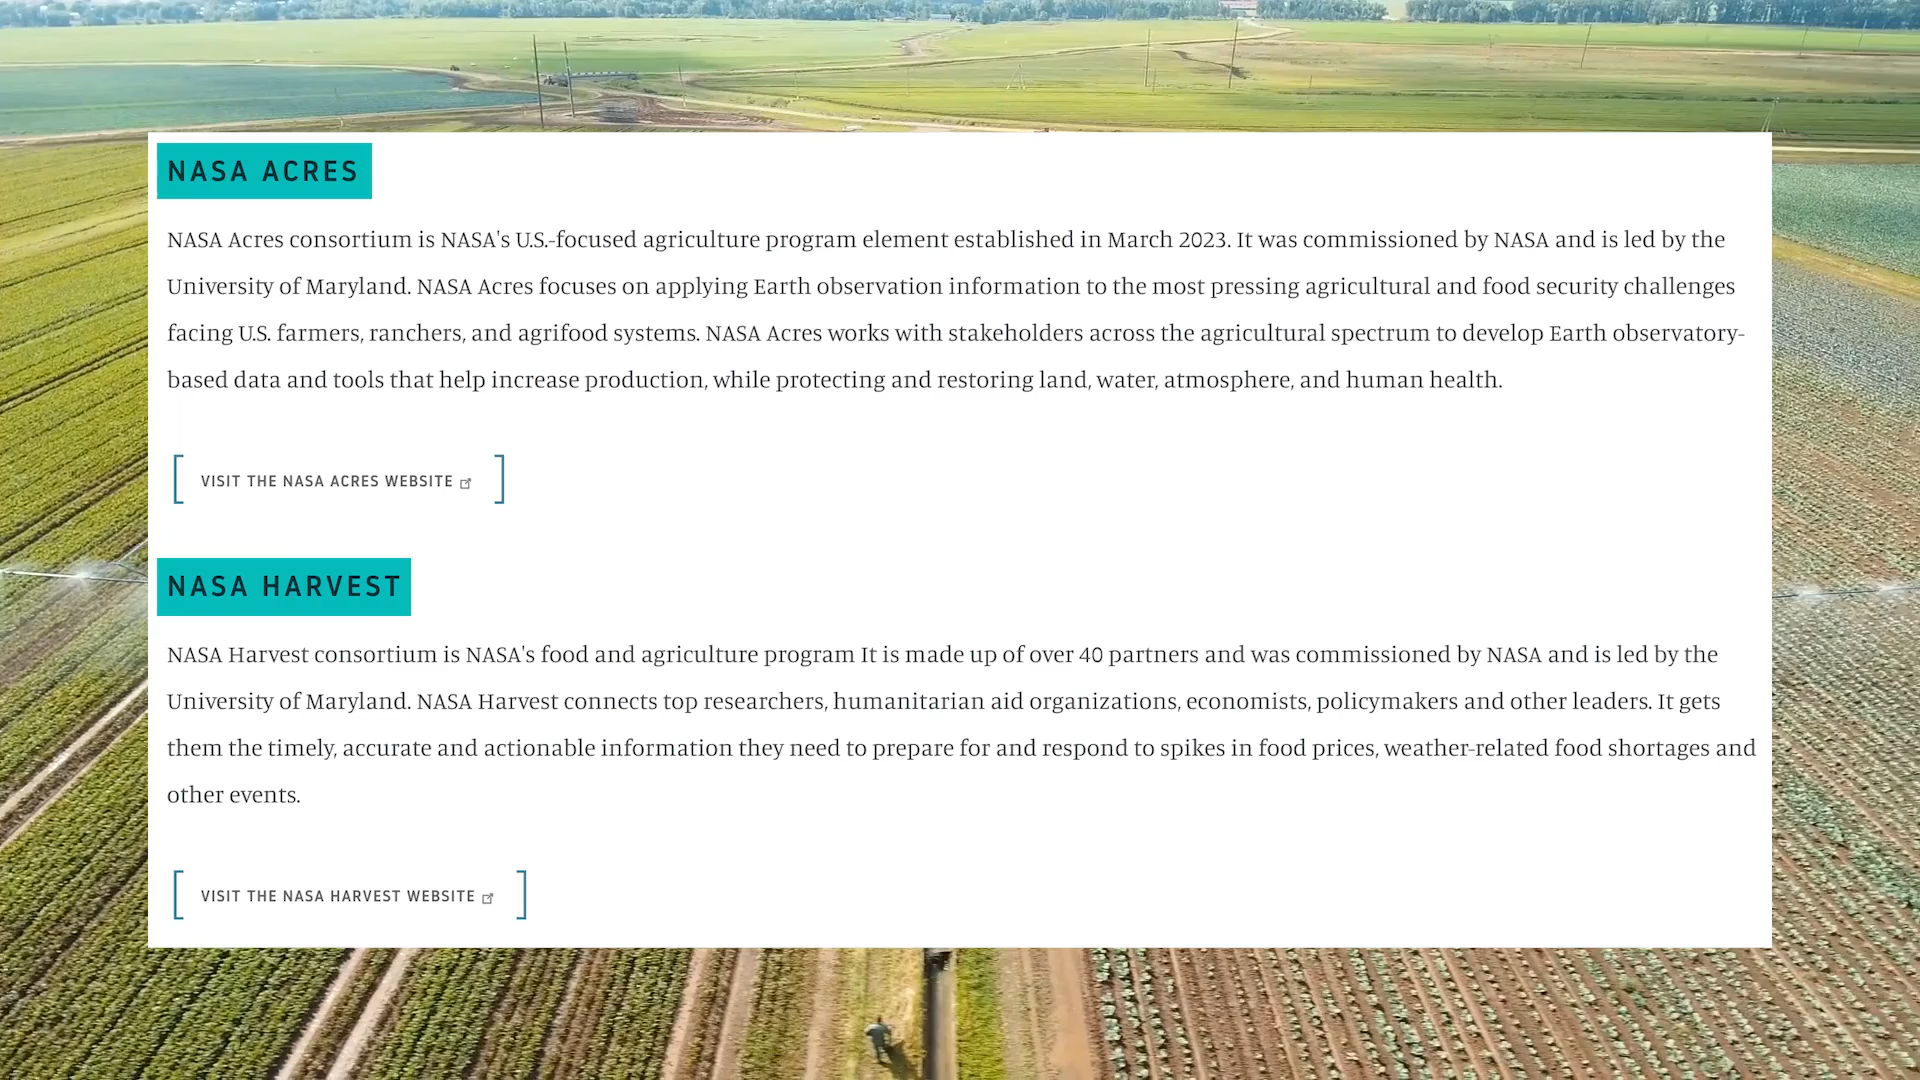 NASA ACRES
NASA Acres consortium is NASA's U.S.-focused agriculture program element established in March 2023. It was commissioned by NASA and is led by the
University of Maryland. NASA Acres focuses on applying Earth observation information to the most pressing agricultural and food security challenges
facing U.S. farmers, ranchers, and agrifood systems. NASA Acres works with stakeholders across the agricultural spectrum to develop Earth observatory-
based data and tools that help increase production, while protecting and restoring land, water, atmosphere, and human health.
VISIT THE NASA ACRES WEBSITE
NASA HARVEST
NASA Harvest consortium is NASA's food and agriculture program It is made up of over 40 partners and was commissioned by NASA and is led by the
University of Maryland. NASA Harvest connects top researchers, humanitarian aid organizations, economists, policymakers and other leaders. It gets
them the timely, accurate and actionable information they need to prepare for and respond to spikes in food prices, weather-related food shortages and
other events.
VISIT THE NASA HARVEST WEBSITE